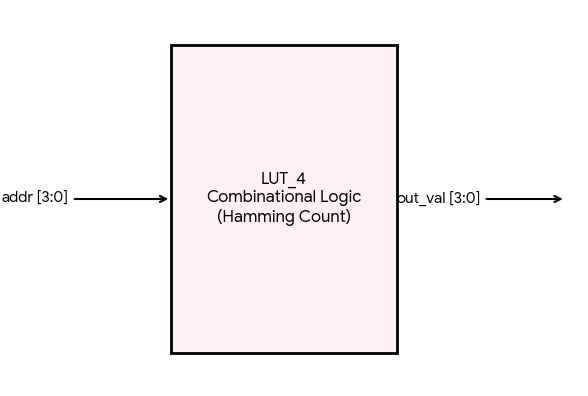 LUT_4
Combinational Logic
addr [3:0]
out_val [3:0]
(Hamming Count)